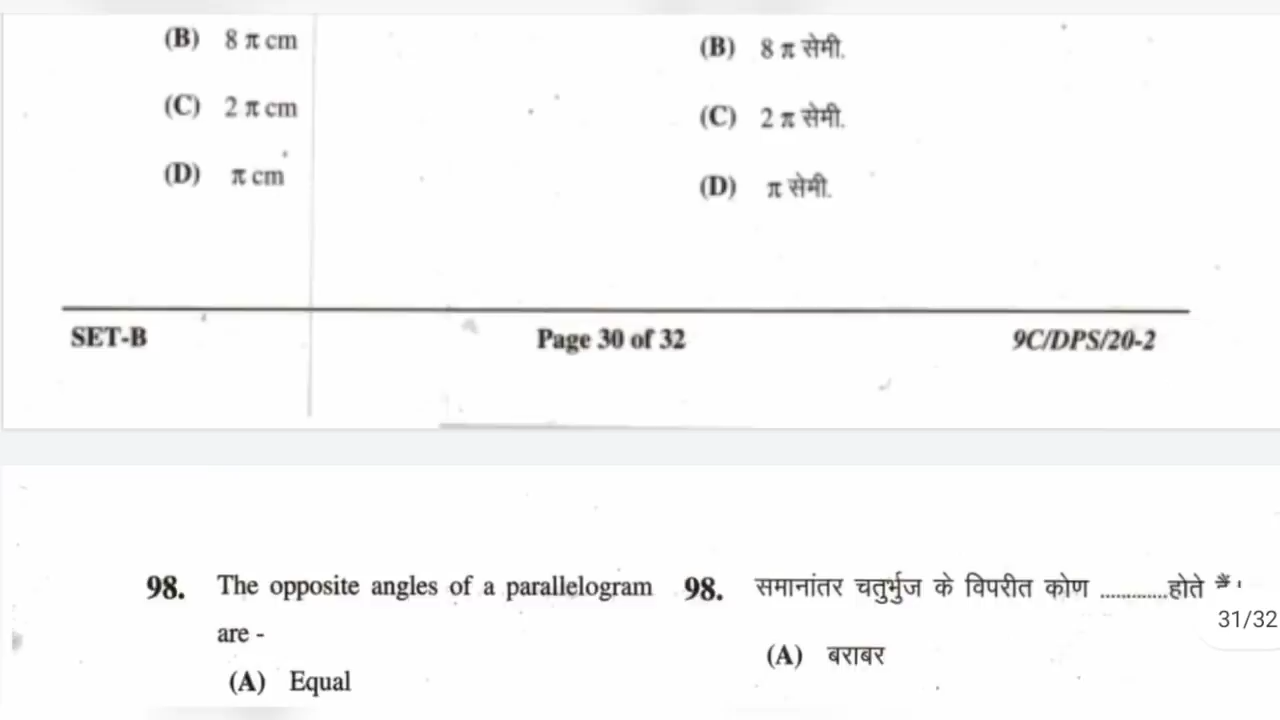 (B) 8 π cm
(C) 2 π cm
(D) π cm
(B) 8 π सेमी.
(C) 2 π सेमी.
(D) π सेमी.
SET-B Page 30 of 32 9C/DPS/20-2
98. The opposite angles of a parallelogram
are -
(A) Equal
98. समानांतर चतुर्भुज के विपरीत कोण .............होते हैं।
(A) बराबर
31/32